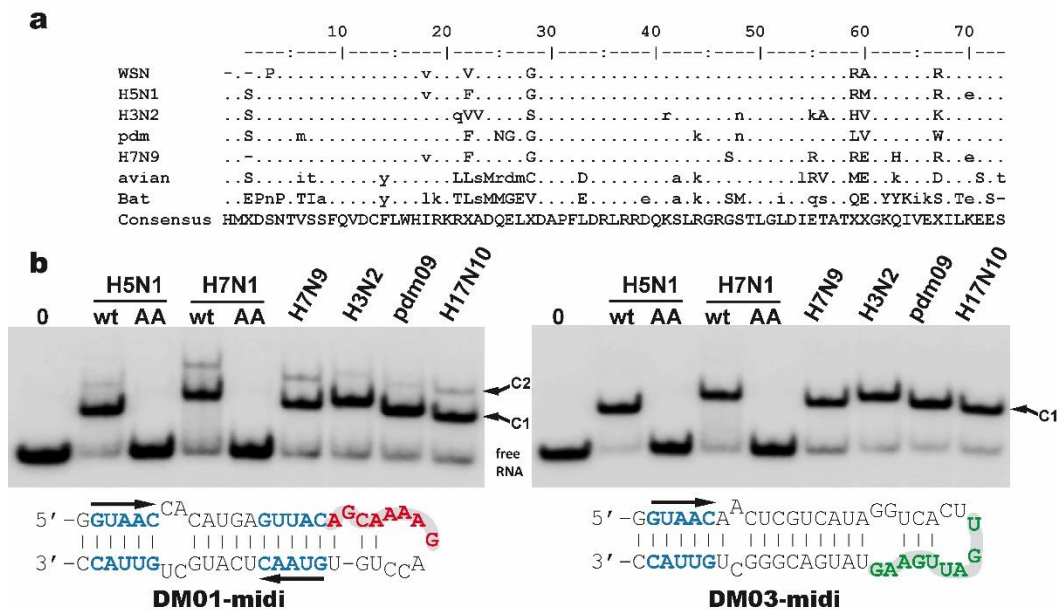 a
10 20 30 40 50 60 70
----|----|----|----|----|----|----|----|----|----|----|----|----|----|---
WSN -.-.P..............v...V.....G..............................RA......R......
H5N1 ..S................v...F.....G..............................RM......R..e...
H3N2 ..S...................qVV....S............r......n......kA..HV......K......
pdm ..S....m..................NG.G...............k...n..........LV......W......
H7N9 ..-................v...F.....G..................S.......R...RE..H...R..e...
avian ..S....it......y......LLsMrdmC....D........a.k.........lRV..ME..k...D...S.t
Bat ..EPnP.TIa.....y...lk.TLsMMGEV..E.......e..a.k..SM..i...qs..QE.YYKikS.Te.S-
Consensus HMXDSNTVSSFQVDCFLWHIRKRXADQELXDAPFLDRLRRDQKSLRGRGSTLGLDIETATXXGKQIVEXILKEES
b
0 H5N1 wt AA H7N1 wt AA H7N9 H3N2 pdm09 H17N10
C2
C1
free
RNA
0 H5N1 wt AA H7N1 wt AA H7N9 H3N2 pdm09 H17N10
C1
5′-GGUAACCACAUGAGUUACAGCAAAAG
3′-CCAUUGUCGUACUCAAUGU-GUCCA
DM01-midi
5′-GGUAACAACUCGUCAUAGGUCACUU
3′-CCAUUGCGGGCAGUAUGAAGUUAG
DM03-midi